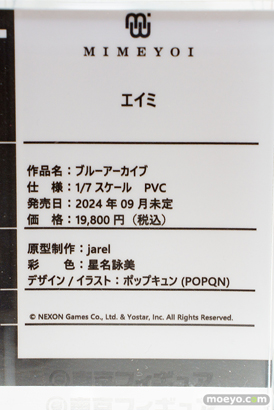 MIMEYOI
エイミ
作品名：ブルーアーカイブ
仕　様：1/7 スケール　PVC
発売日：2024 年 09 月未定
価　格：19,800 円（税込）
原型制作：jarel
彩　　色：星名詠美
デザイン / イラスト：ポップキュン (POPQN)
© NEXON Games Co., Ltd. & Yostar, Inc. All Rights Reserved.
moeyo.com